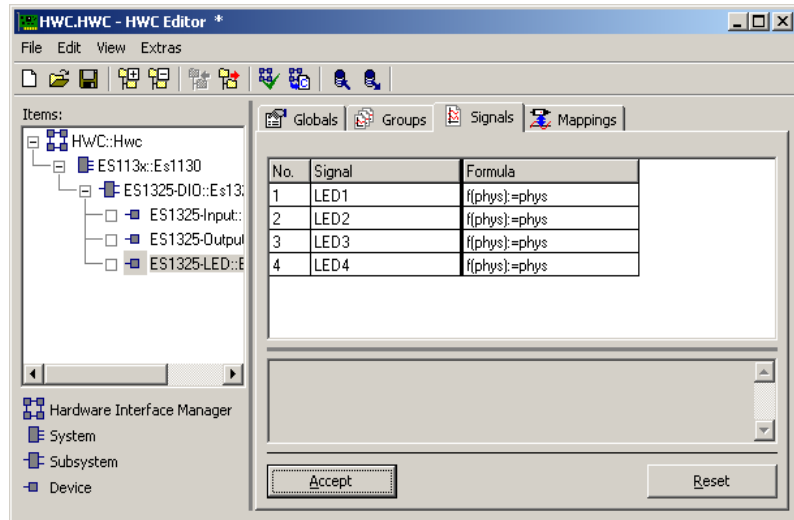 HWC.HWC - HWC Editor *
File Edit View Extras
Items:
HWC::Hwc
ES113x::Es1130
ES1325-DIO::Es13
ES1325-Input::
ES1325-Outpu
ES1325-LED::E
Hardware Interface Manager
System
Subsystem
Device
Globals Groups Signals Mappings
No. Signal Formula
1 LED1 f(phys):=phys
2 LED2 f(phys):=phys
3 LED3 f(phys):=phys
4 LED4 f(phys):=phys
Accept Reset